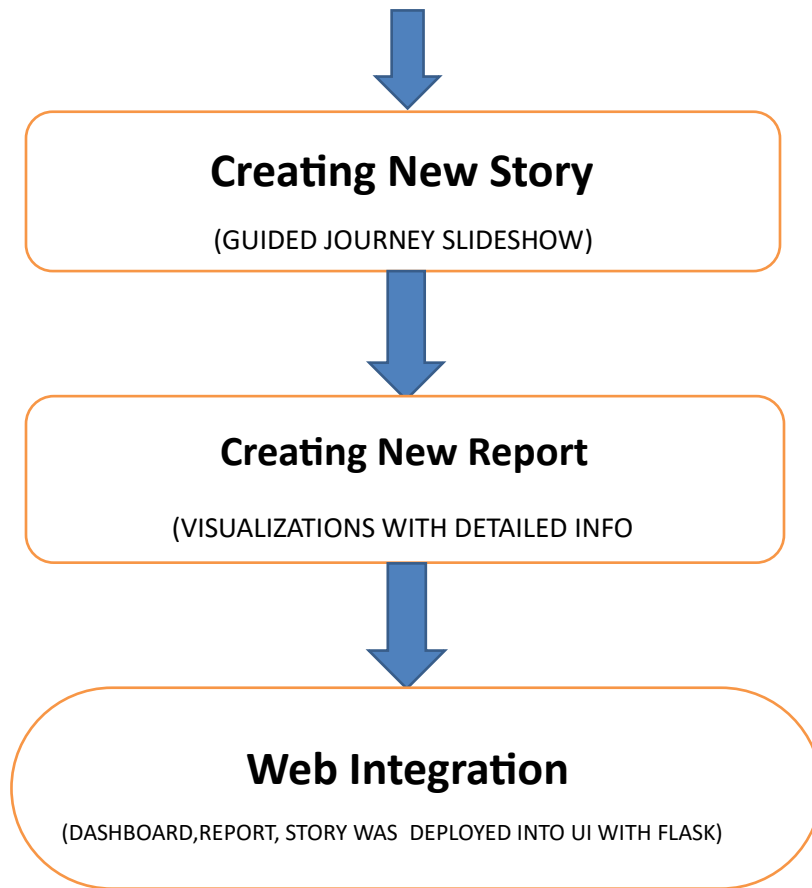 Creating New Story
(GUIDED JOURNEY SLIDESHOW)
Creating New Report
(VISUALIZATIONS WITH DETAILED INFO
Web Integration
(DASHBOARD,REPORT, STORY WAS  DEPLOYED INTO UI WITH FLASK)